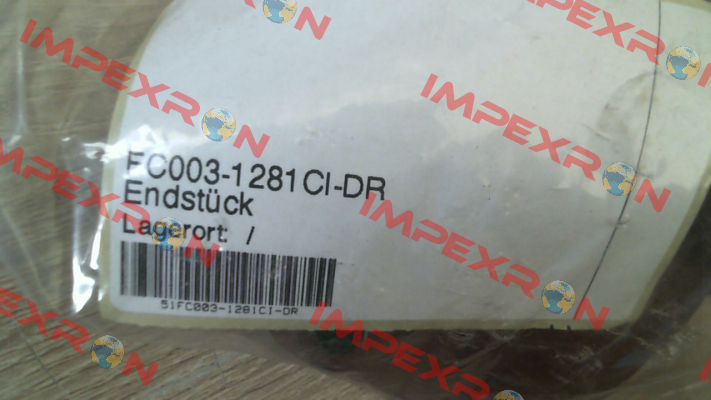 IMPEXRON
IMPEXRON
IMPEXRON
IMPEXRON
FC003-1281CI-DR
Endstück
Lagerort: /
51FC003-1281CI-DR
IMPEXRON
IMPEXRON
IMPEXRON